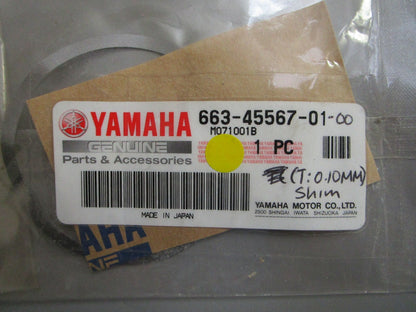 YAMAHA 663-45567-01-00
M071001B
GENUINE
Parts & Accessories
1 PC
(T:0.10MM)
Shim
MADE IN JAPAN
YAMAHA MOTOR CO.,LTD.
2500 SHINGAI IWATA SHIZUOKA JAPAN